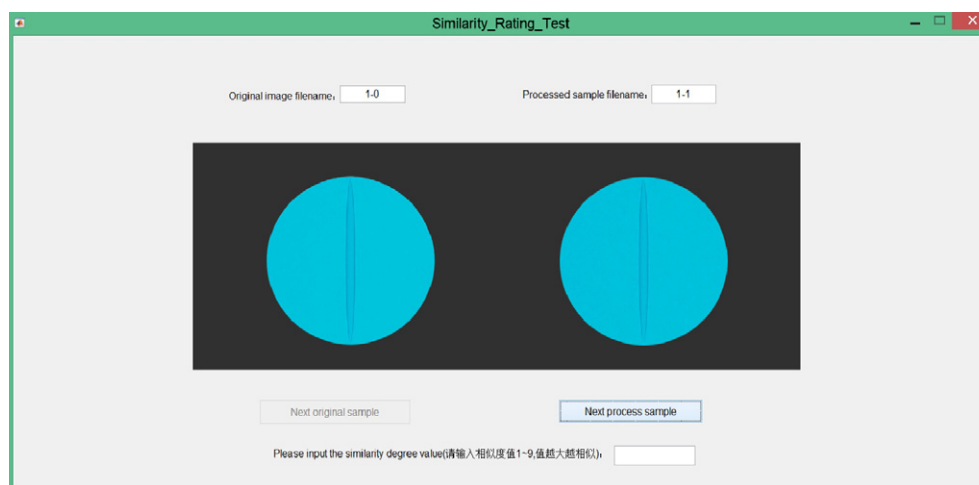 Similarity_Rating_Test
Original image filename: 1-0 Processed sample filename: 1-1
Next original sample Next process sample
Please input the similarity degree value(请输入相似度值1~9,值越大越相似):